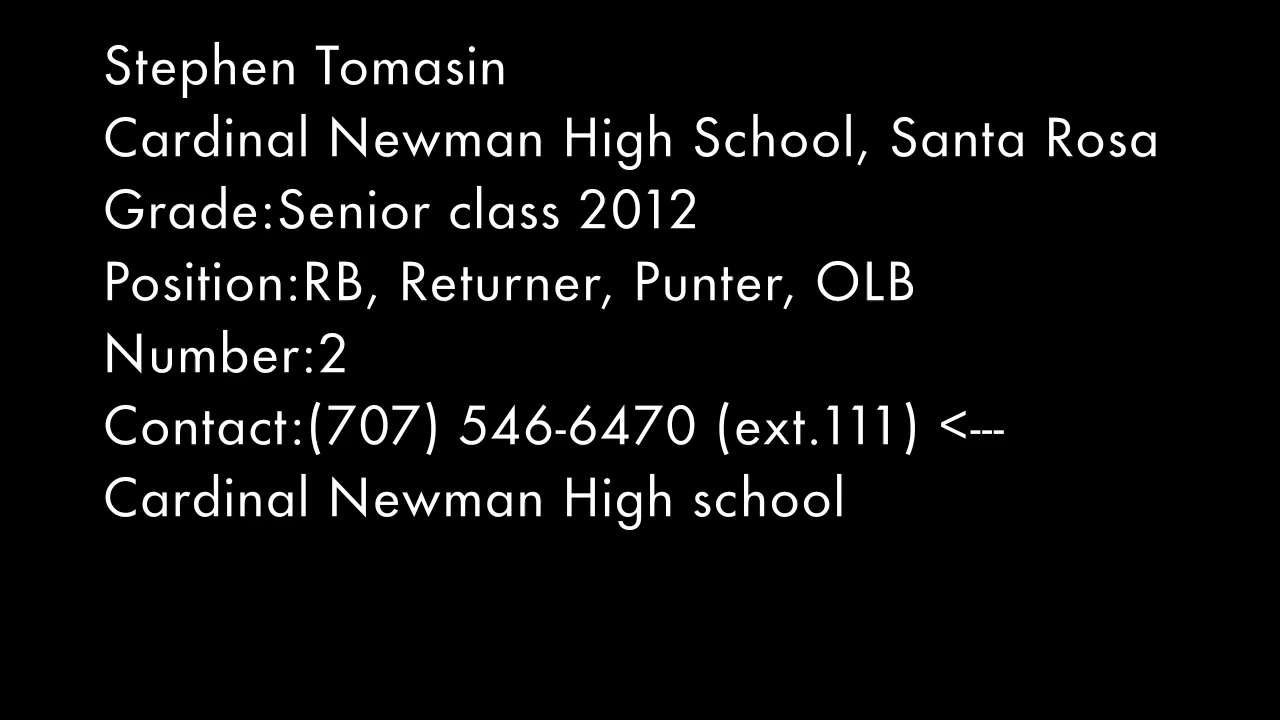 Stephen Tomasin
Cardinal Newman High School, Santa Rosa
Grade:Senior class 2012
Position:RB, Returner, Punter, OLB
Number:2
Contact:(707) 546-6470 (ext.111) <---
Cardinal Newman High school